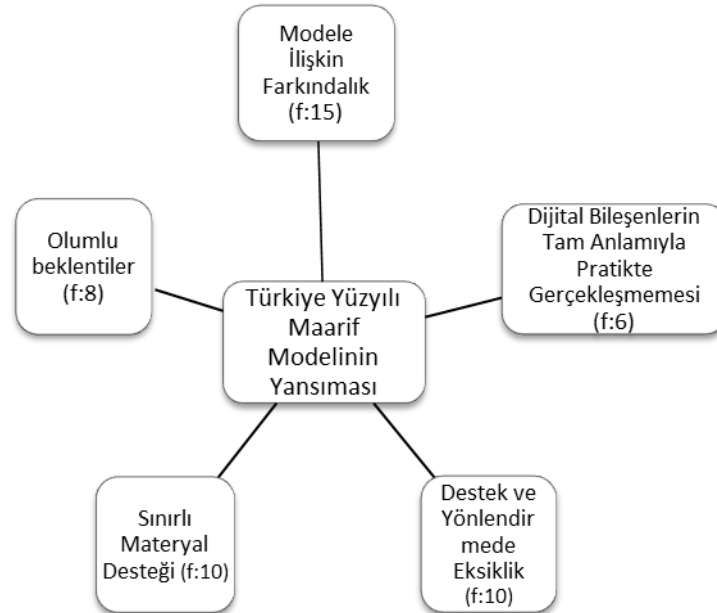 Modele
İlişkin
Farkındalık
(f:15)
Olumlu
beklentiler
(f:8)
Dijital Bileşenlerin
Tam Anlamıyla
Pratikte
Gerçekleşmemesi
(f:6)
Türkiye Yüzyılı
Maarif
Modelinin
Yansıması
Sınırlı
Materyal
Desteği (f:10)
Destek ve
Yönlendir
mede
Eksiklik
(f:10)